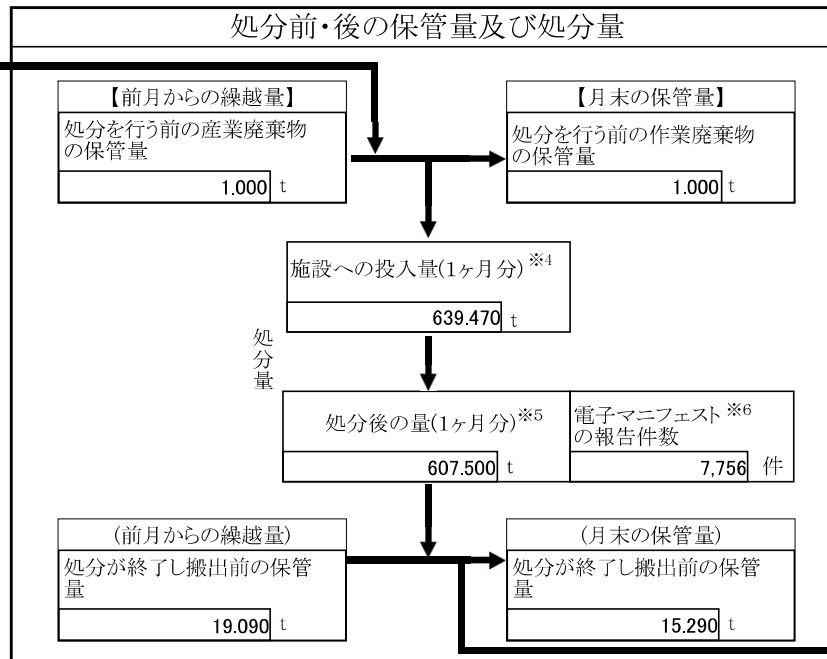 処分前・後の保管量及び処分量
【前月からの繰越量】
処分を行う前の産業廃棄物
の保管量
1.000 t
【月末の保管量】
処分を行う前の作業廃棄物
の保管量
1.000 t
施設への投入量(1ヶ月分)※4
639.470 t
処分量
処分後の量(1ヶ月分)※5
607.500 t
電子マニフェスト※6
の報告件数
7,756 件
(前月からの繰越量)
処分が終了し搬出前の保管
量
19.090 t
(月末の保管量)
処分が終了し搬出前の保管
量
15.290 t